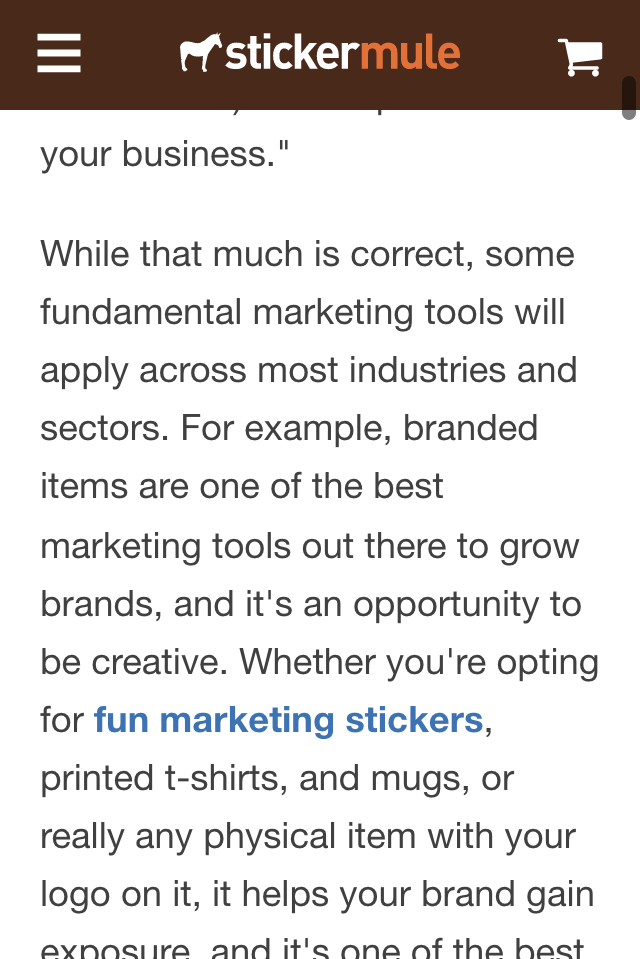 stickermule
your business."
While that much is correct, some
fundamental marketing tools will
apply across most industries and
sectors. For example, branded
items are one of the best
marketing tools out there to grow
brands, and it's an opportunity to
be creative. Whether you're opting
for fun marketing stickers,
printed t-shirts, and mugs, or
really any physical item with your
logo on it, it helps your brand gain
exposure, and it's one of the best